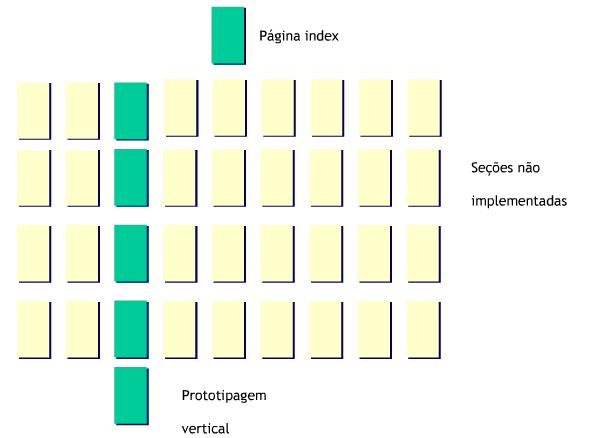 Página index
Seções não
implementadas
Prototipagem
vertical